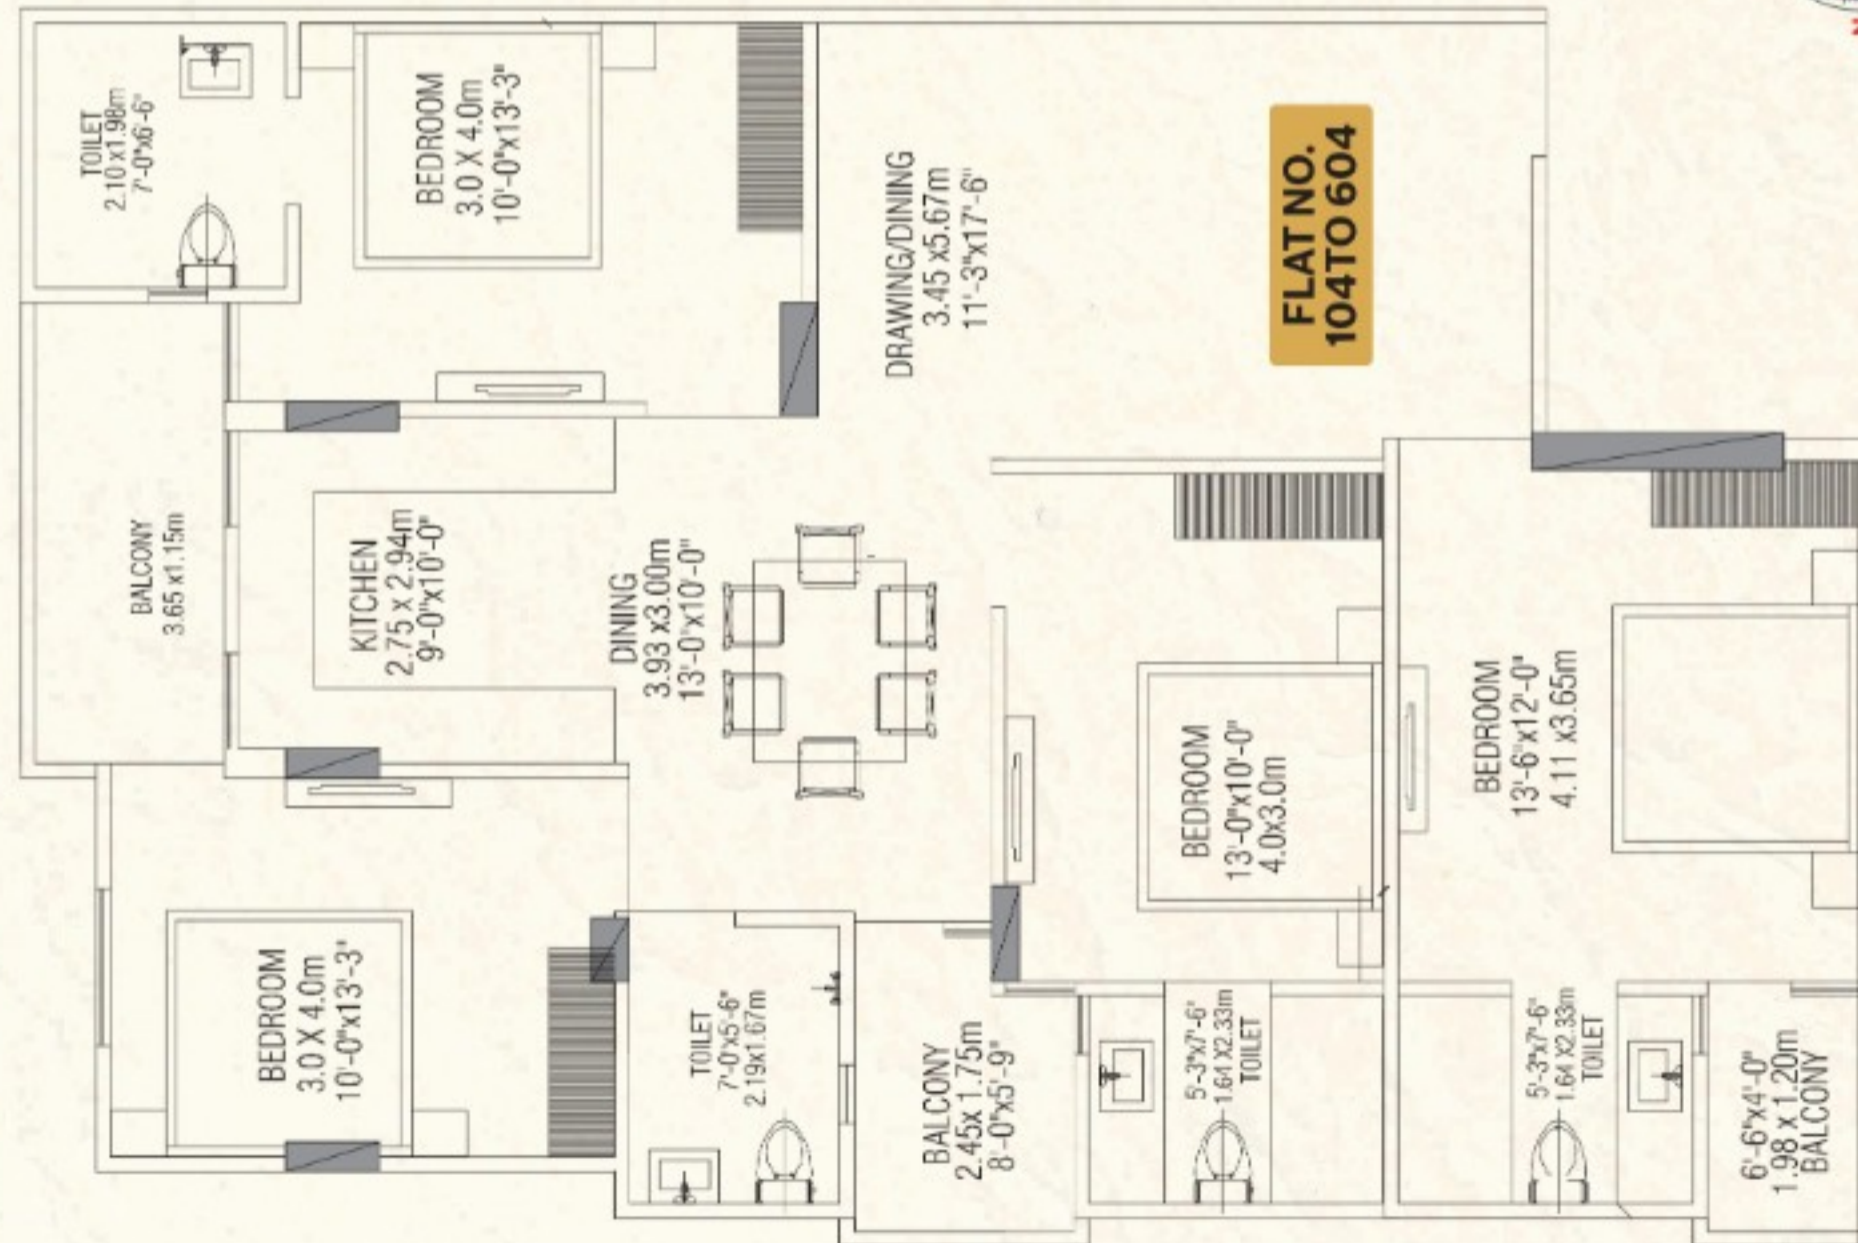 TOILET
2.10 x1.98m
7'-0"x6'-6"
BEDROOM
3.0 X 4.0m
10'-0"x13'-3"
DRAWING/DINING
3.45 x5.67m
11'-3"x17'-6"
FLAT NO.
104TO 604
BALCONY
3.65 x1.15m
KITCHEN
2.75 x 2.94m
9'-0"x10'-0"
DINING
3.93 x3.00m
13'-0"x10'-0"
BEDROOM
13'-0"x10'-0"
4.0x3.0m
BEDROOM
13'-6"x12'-0"
4.11 x3.65m
BEDROOM
3.0 X 4.0m
10'-0"x13'-3"
TOILET
7'-0"x5'-6"
2.19x1.67m
BALCONY
2.45x 1.75m
8'-0"x5'-9"
5'-3"x7'-6"
1.64 X2.33m
TOILET
5'-3"x7'-6"
1.64 X2.33m
TOILET
6'-6"x4'-0"
1.98 x 1.20m
BALCONY